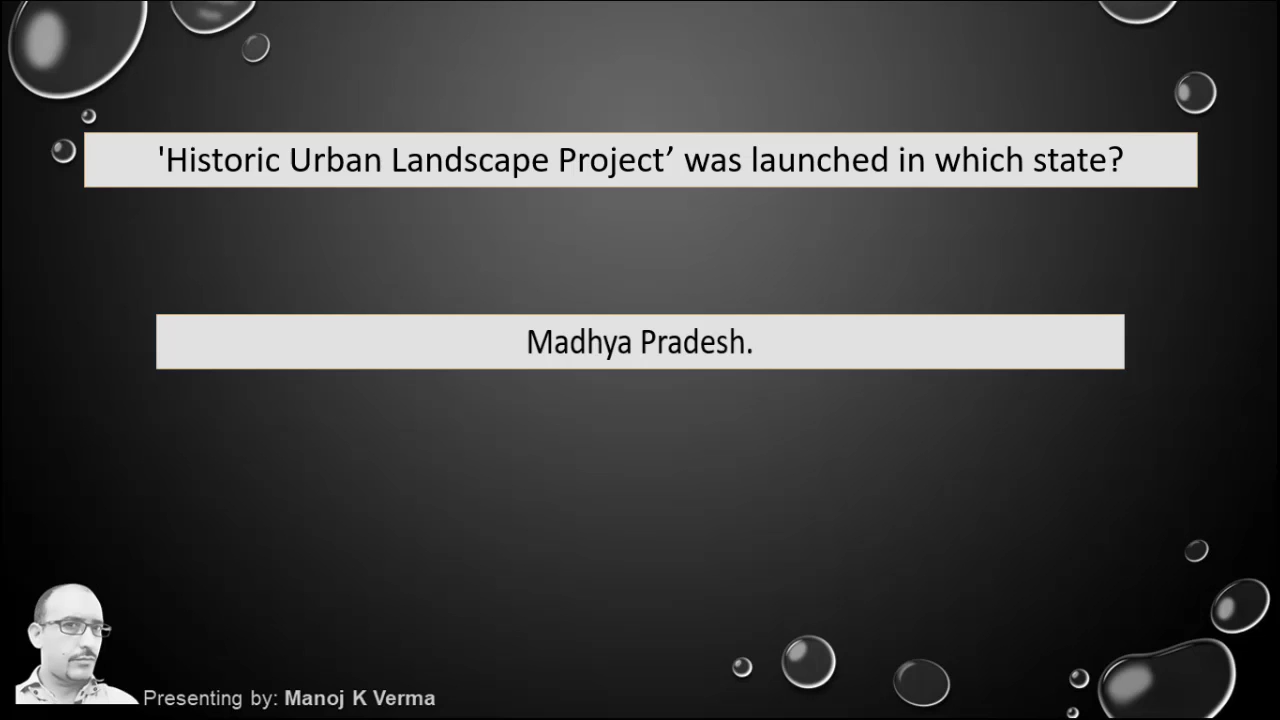 'Historic Urban Landscape Project’ was launched in which state?
Madhya Pradesh.
Presenting by: Manoj K Verma